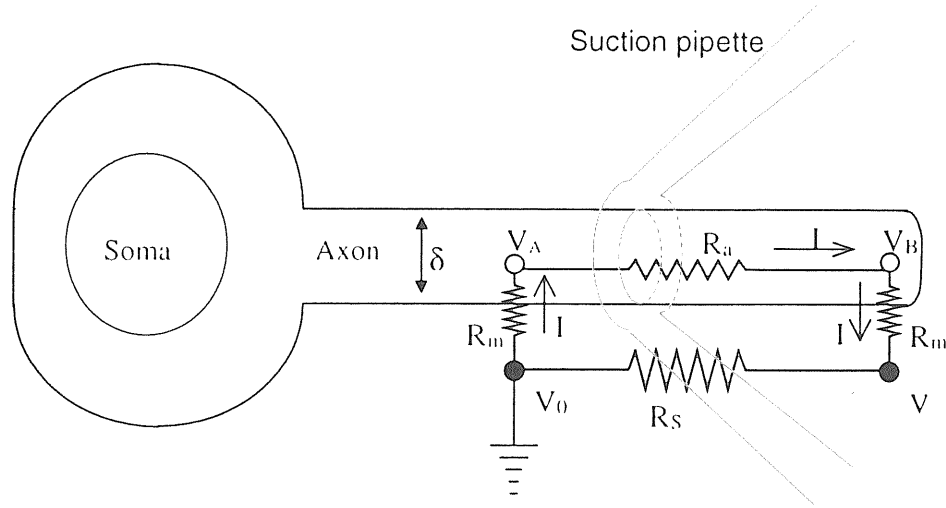 Suction pipette
Soma
Axon
δ
V_A
R_a
I
V_B
R_m
I
I
R_m
V_0
R_S
V